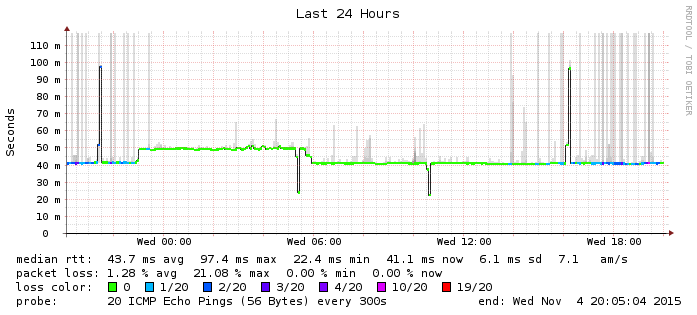 Last 24 Hours
RRDTOOL / TOBI OETIKER
Seconds
110 m
100 m
90 m
80 m
70 m
60 m
50 m
40 m
30 m
20 m
10 m
0
Wed 00:00 Wed 06:00 Wed 12:00 Wed 18:00
median rtt: 43.7 ms avg 97.4 ms max 22.4 ms min 41.1 ms now 6.1 ms sd 7.1 am/s
packet loss: 1.28 % avg 21.08 % max 0.00 % min 0.00 % now
loss color: 0 1/20 2/20 3/20 4/20 10/20 19/20
probe: 20 ICMP Echo Pings (56 Bytes) every 300s end: Wed Nov 4 20:05:04 2015